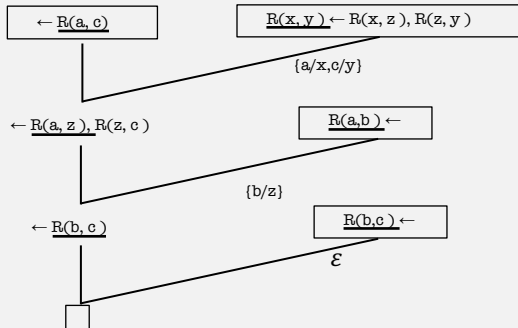 ← R(a, c)
R(x, y) ← R(x, z), R(z, y)
{a/x,c/y}
← R(a, z), R(z, c)
R(a,b) ←
{b/z}
← R(b, c)
R(b,c) ←
ε